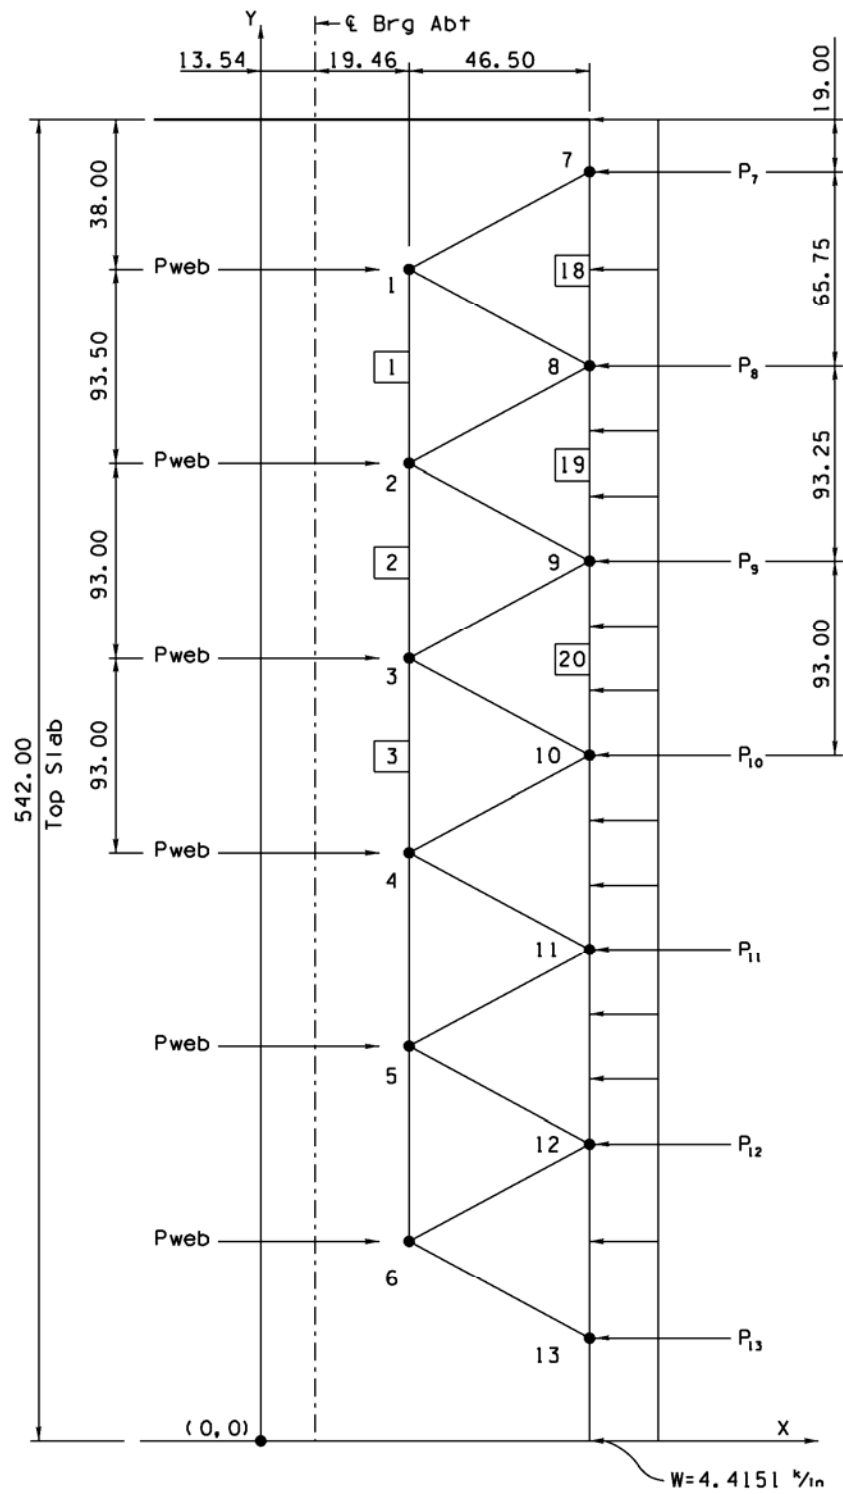 Y
℄ Brg Abt
13.54
19.46
46.50
19.00
7
P₇
38.00
Pweb
1
18
65.75
93.50
1
8
P₈
Pweb
2
19
93.25
93.00
2
9
P₉
Pweb
3
20
93.00
542.00
Top Slab
93.00
3
10
P₁₀
Pweb
4
11
P₁₁
Pweb
5
12
P₁₂
Pweb
6
13
P₁₃
(0,0)
X
W=4.4151 ᵏ/in